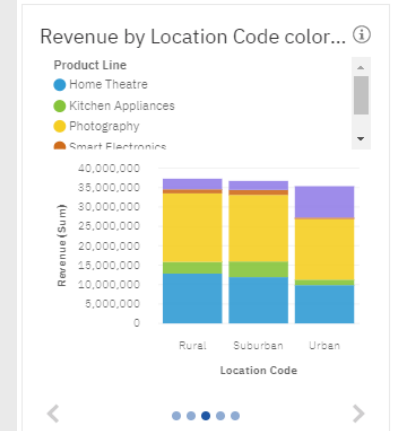 Revenue by Location Code color...
Product Line
Home Theatre
Kitchen Appliances
Photography
Smart Electronics
40,000,000
35,000,000
30,000,000
25,000,000
20,000,000
15,000,000
10,000,000
5,000,000
0
Revenue (Sum)
Rural Suburban Urban
Location Code